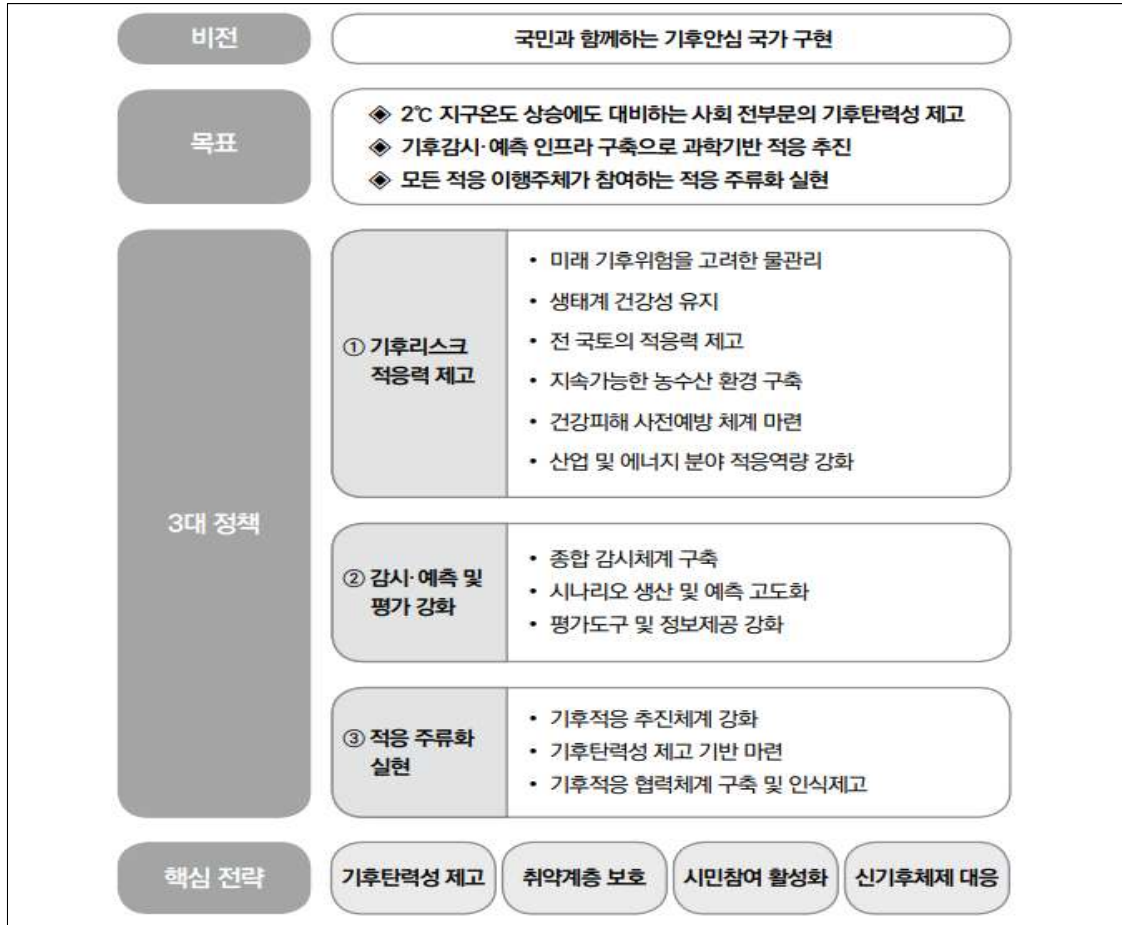 비전
국민과 함께하는 기후안심 국가 구현
목표
◈ 2℃ 지구온도 상승에도 대비하는 사회 전부문의 기후탄력성 제고
◈ 기후감시·예측 인프라 구축으로 과학기반 적응 추진
◈ 모든 적응 이행주체가 참여하는 적응 주류화 실현
3대 정책
① 기후리스크
적응력 제고
• 미래 기후위험을 고려한 물관리
• 생태계 건강성 유지
• 전 국토의 적응력 제고
• 지속가능한 농수산 환경 구축
• 건강피해 사전예방 체계 마련
• 산업 및 에너지 분야 적응역량 강화
② 감시·예측 및
평가 강화
• 종합 감시체계 구축
• 시나리오 생산 및 예측 고도화
• 평가도구 및 정보제공 강화
③ 적응 주류화
실현
• 기후적응 추진체계 강화
• 기후탄력성 제고 기반 마련
• 기후적응 협력체계 구축 및 인식제고
핵심 전략
기후탄력성 제고
취약계층 보호
시민참여 활성화
신기후체제 대응